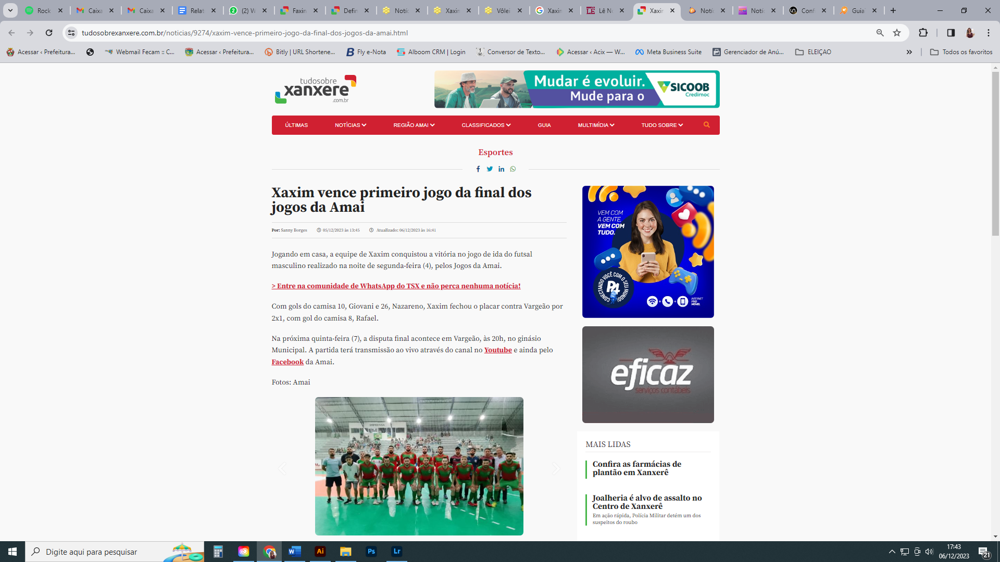 Rock
Caixa
Caixa
Relat
(2) W
Faxin
Defin
Notíc
Xaxim
Vôlei
Xaxim
Lê No
Xaxim
Notíc
Notíc
Conf
Guia
tudosobrexanxere.com.br/noticias/9274/xaxim-vence-primeiro-jogo-da-final-dos-jogos-da-amai.html
Acessar ‹ Prefeitura...
Webmail Fecam :: C...
Acessar ‹ Prefeitura...
Bitly | URL Shortene...
Fly e-Nota
Alboom CRM | Login
Conversor de Texto...
Acessar ‹ Acix — W...
Meta Business Suite
Gerenciador de Anú...
ELEIÇAO
Todos os favoritos
tudosobre
xanxere
.com.br
Mudar é evoluir.
Mude para o
SICOOB
Credimoc
ÚLTIMAS
NOTÍCIAS
REGIÃO AMAI
CLASSIFICADOS
GUIA
MULTIMÍDIA
TUDO SOBRE
Esportes
Xaxim vence primeiro jogo da final dos
jogos da Amai
Por: Sanny Borges
05/12/2023 às 13:45
Atualizado: 06/12/2023 às 16:41
Jogando em casa, a equipe de Xaxim conquistou a vitória no jogo de ida do futsal
masculino realizado na noite de segunda-feira (4), pelos Jogos da Amai.
> Entre na comunidade de WhatsApp do TSX e não perca nenhuma notícia!
Com gols do camisa 10, Giovani e 26, Nazareno, Xaxim fechou o placar contra Vargeão por
2x1, com gol do camisa 8, Rafael.
Na próxima quinta-feira (7), a disputa final acontece em Vargeão, às 20h, no ginásio
Municipal. A partida terá transmissão ao vivo através do canal no Youtube e ainda pelo
Facebook da Amai.
Fotos: Amai
IMPRENSA
VEM COM
A GENTE,
VEM COM
TUDO.
CONECTANDO VOCÊ COM O SEU MUNDO!
P4
INTERNET
FIXO
MÓVEL
eficaz
serviços contábeis
MAIS LIDAS
Confira as farmácias de
plantão em Xanxerê
Joalheria é alvo de assalto no
Centro de Xanxerê
Em ação rápida, Polícia Militar detém um dos
suspeitos do roubo
Digite aqui para pesquisar
Ai
Ps
Lr
17:43
06/12/2023
21